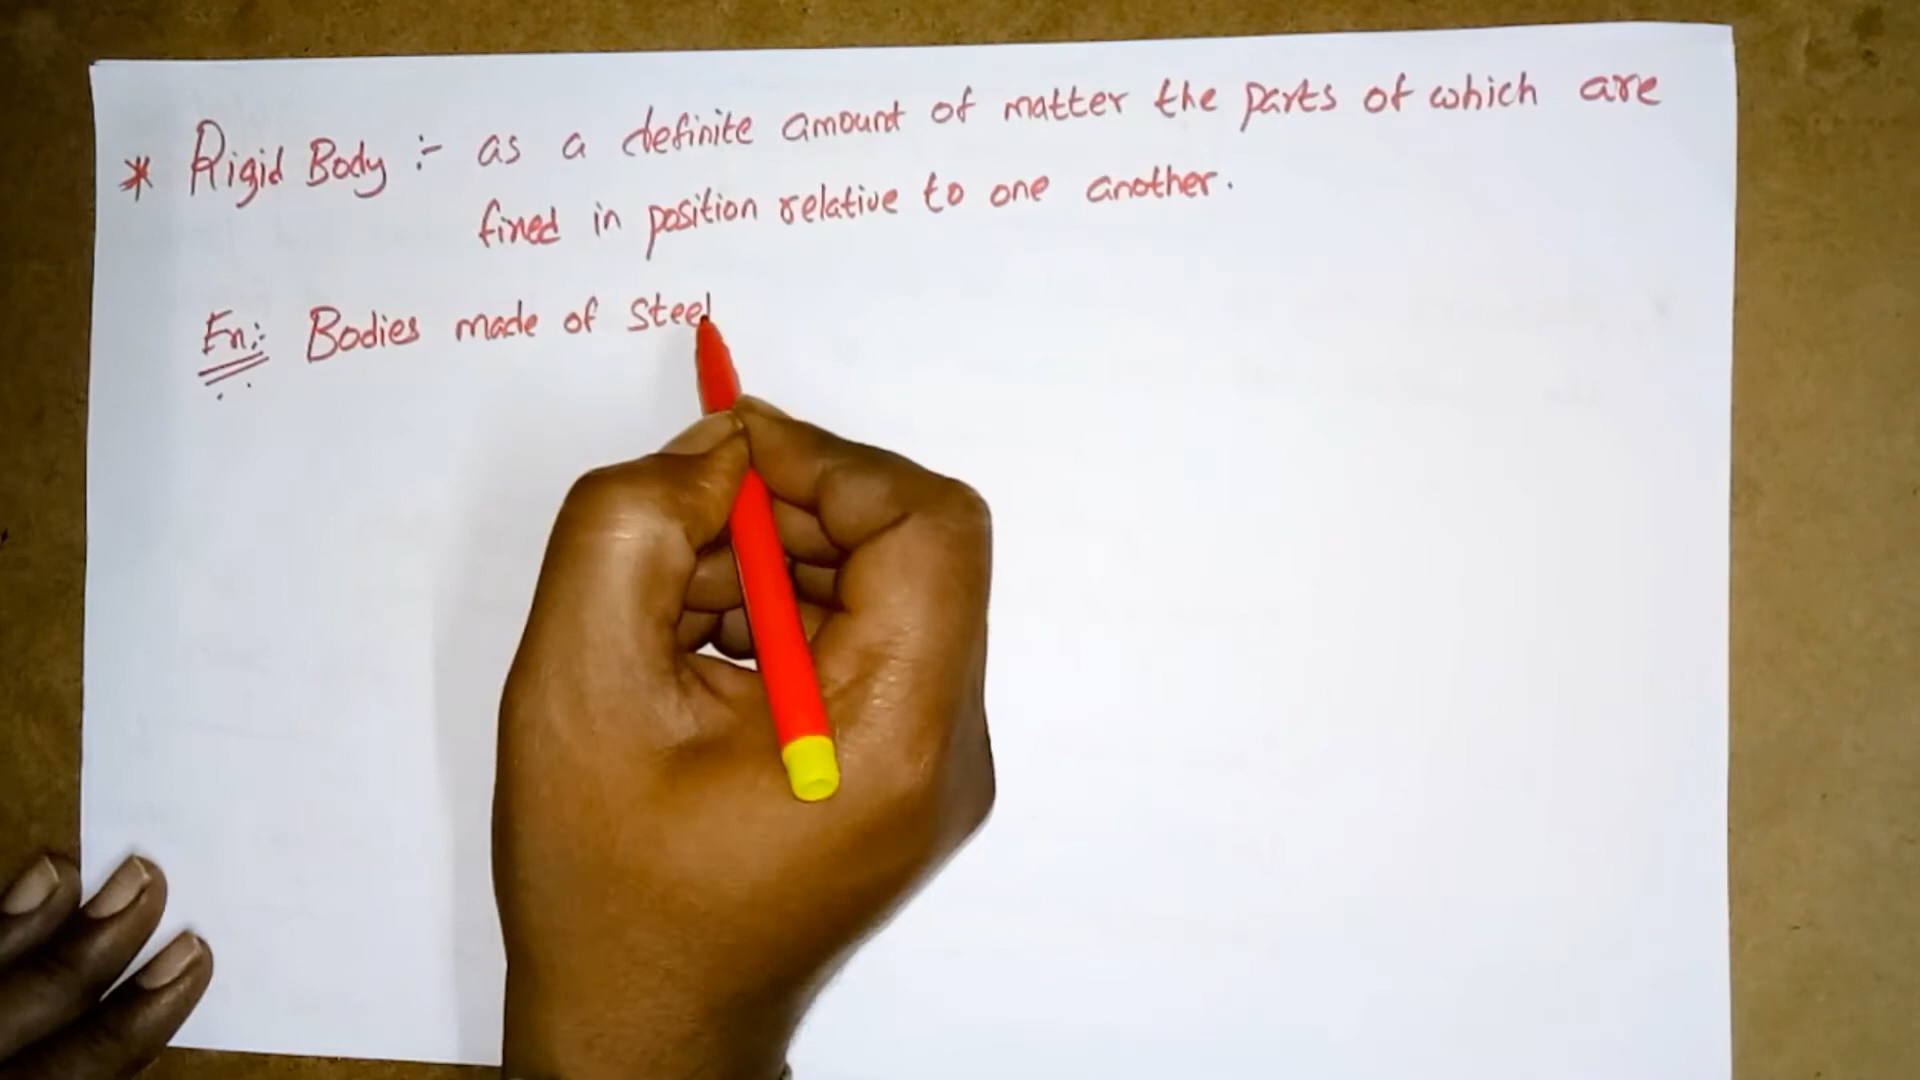 * Rigid Body :- as a definite amount of matter the parts of which are
fixed in position relative to one another.
Ex:- Bodies made of steel